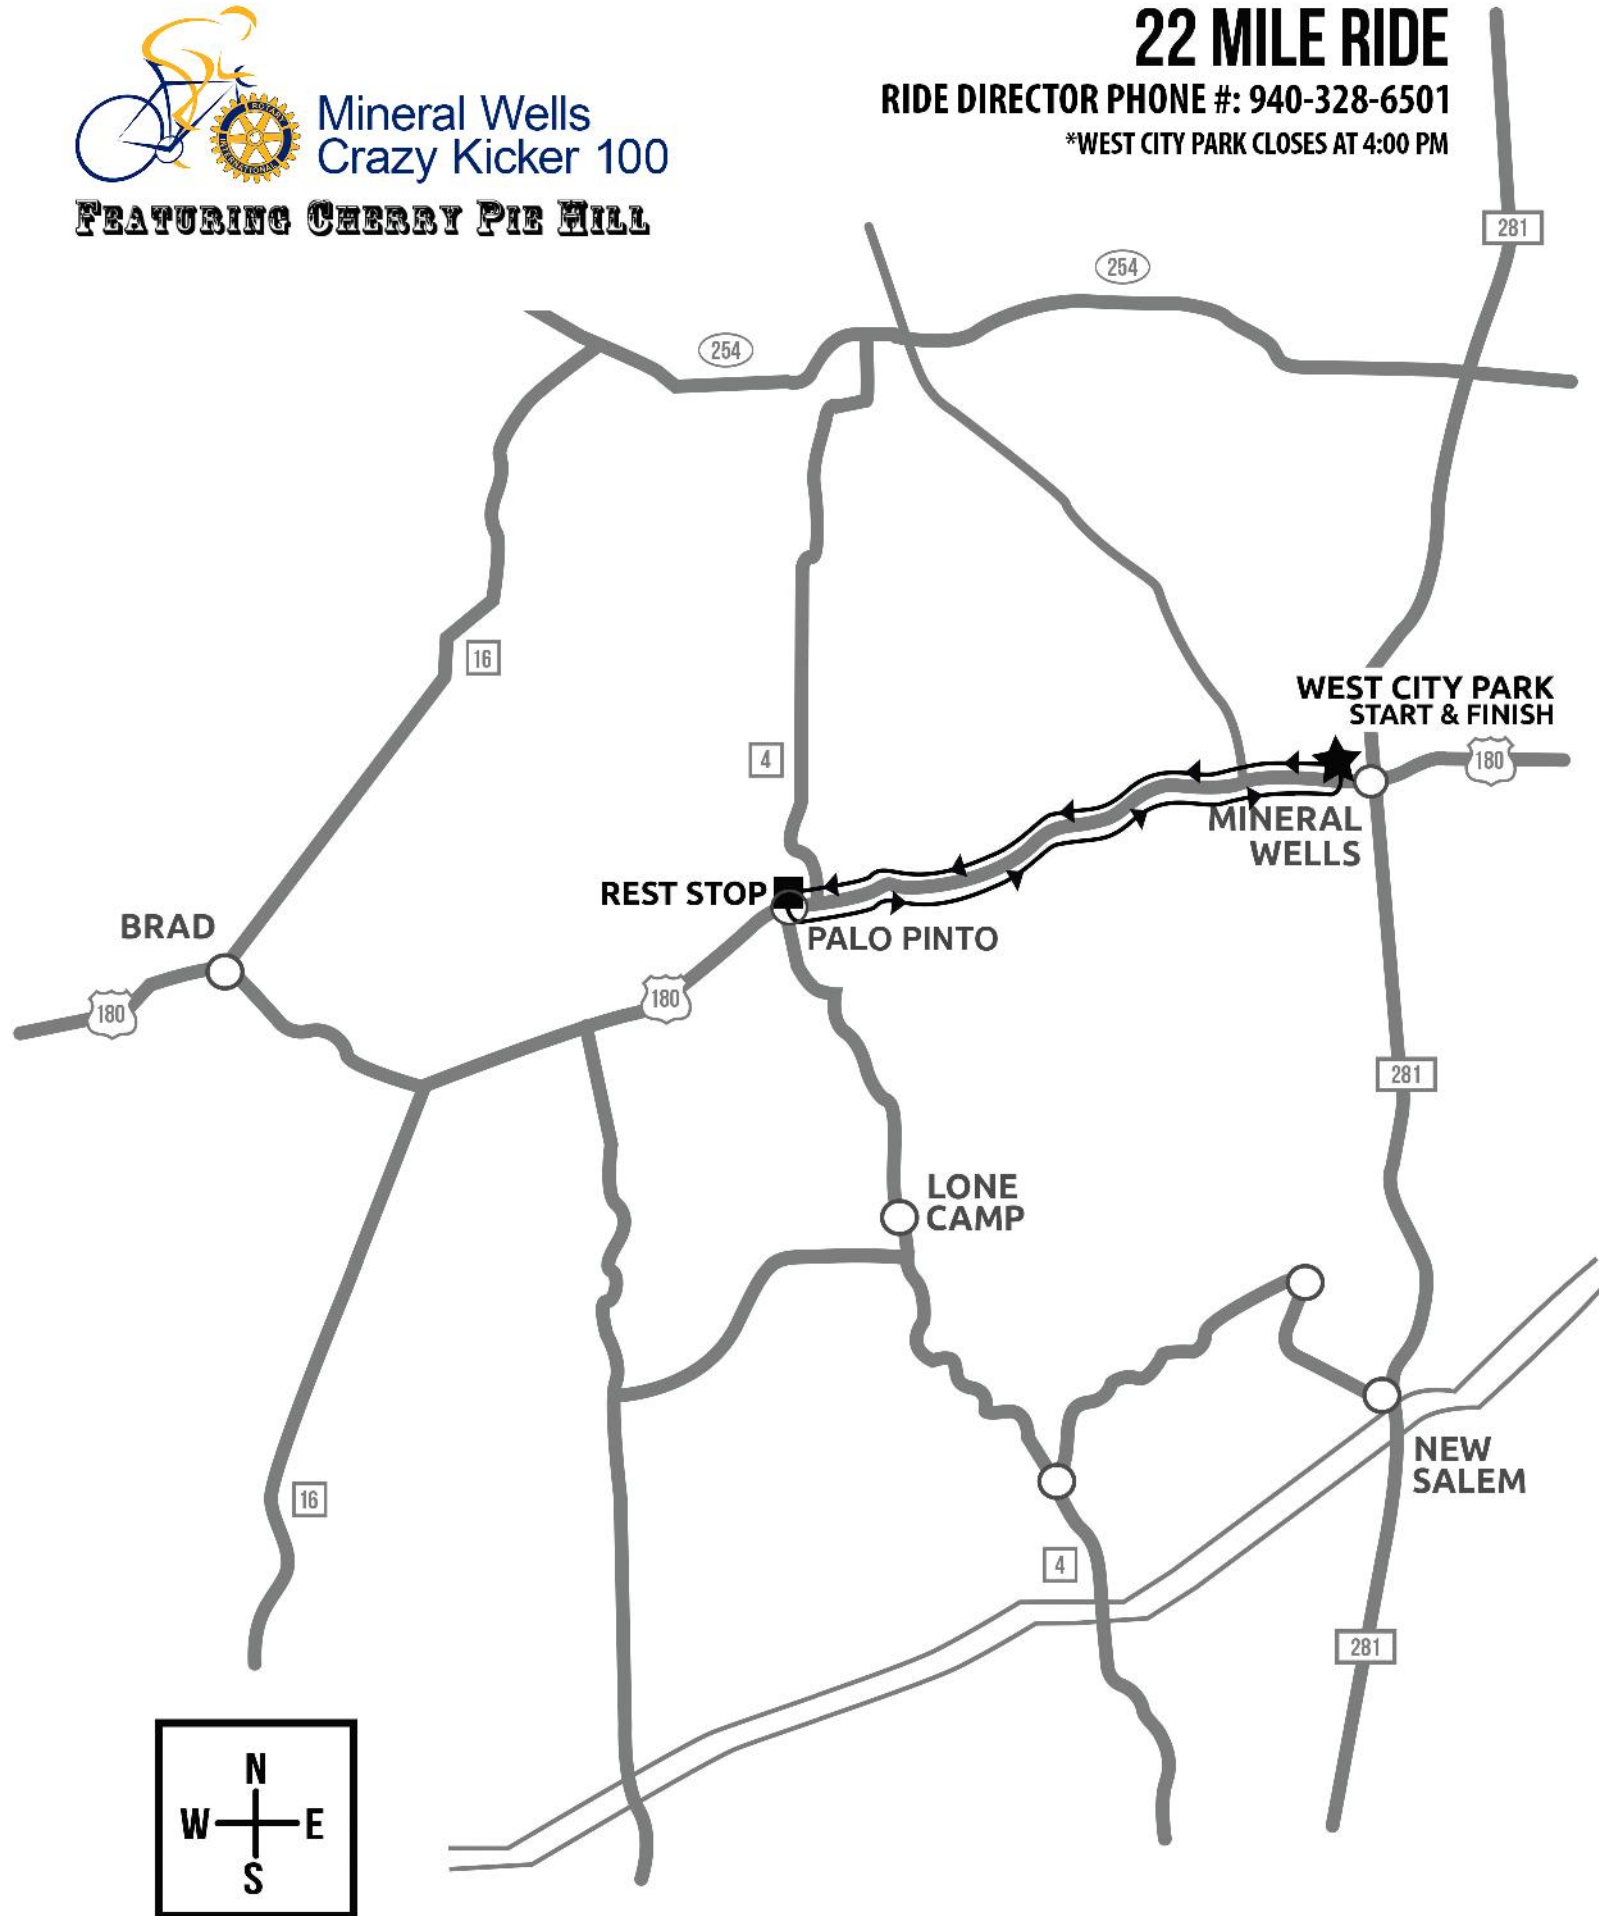 22 MILE RIDE
RIDE DIRECTOR PHONE #: 940-328-6501
*WEST CITY PARK CLOSES AT 4:00 PM
ROTARY
INTERNATIONAL
Mineral Wells
Crazy Kicker 100
FEATURING CHERRY PIE HILL
281
254
254
16
WEST CITY PARK
START & FINISH
4
180
MINERAL
WELLS
REST STOP
BRAD
PALO PINTO
180
180
281
LONE
CAMP
NEW
SALEM
16
4
281
N
W E
S